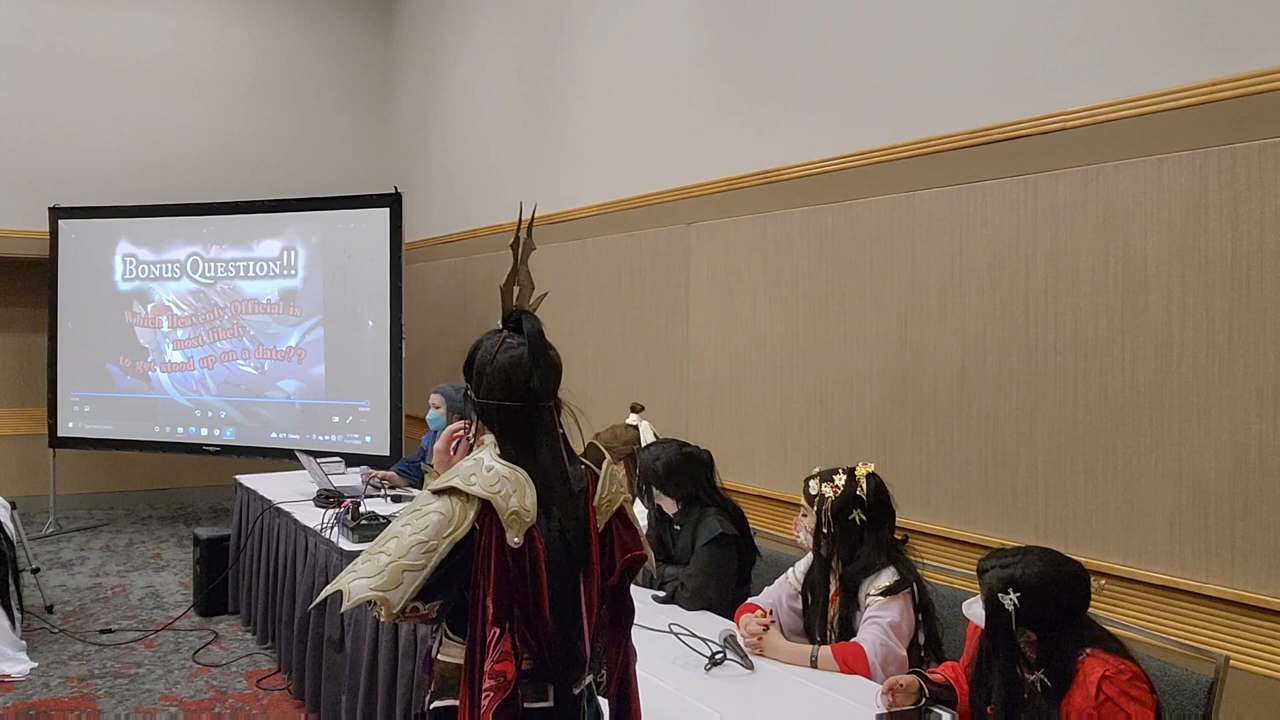 BONUS QUESTION!!
Which Heavenly Official is
most likely
to get stood up on a date??